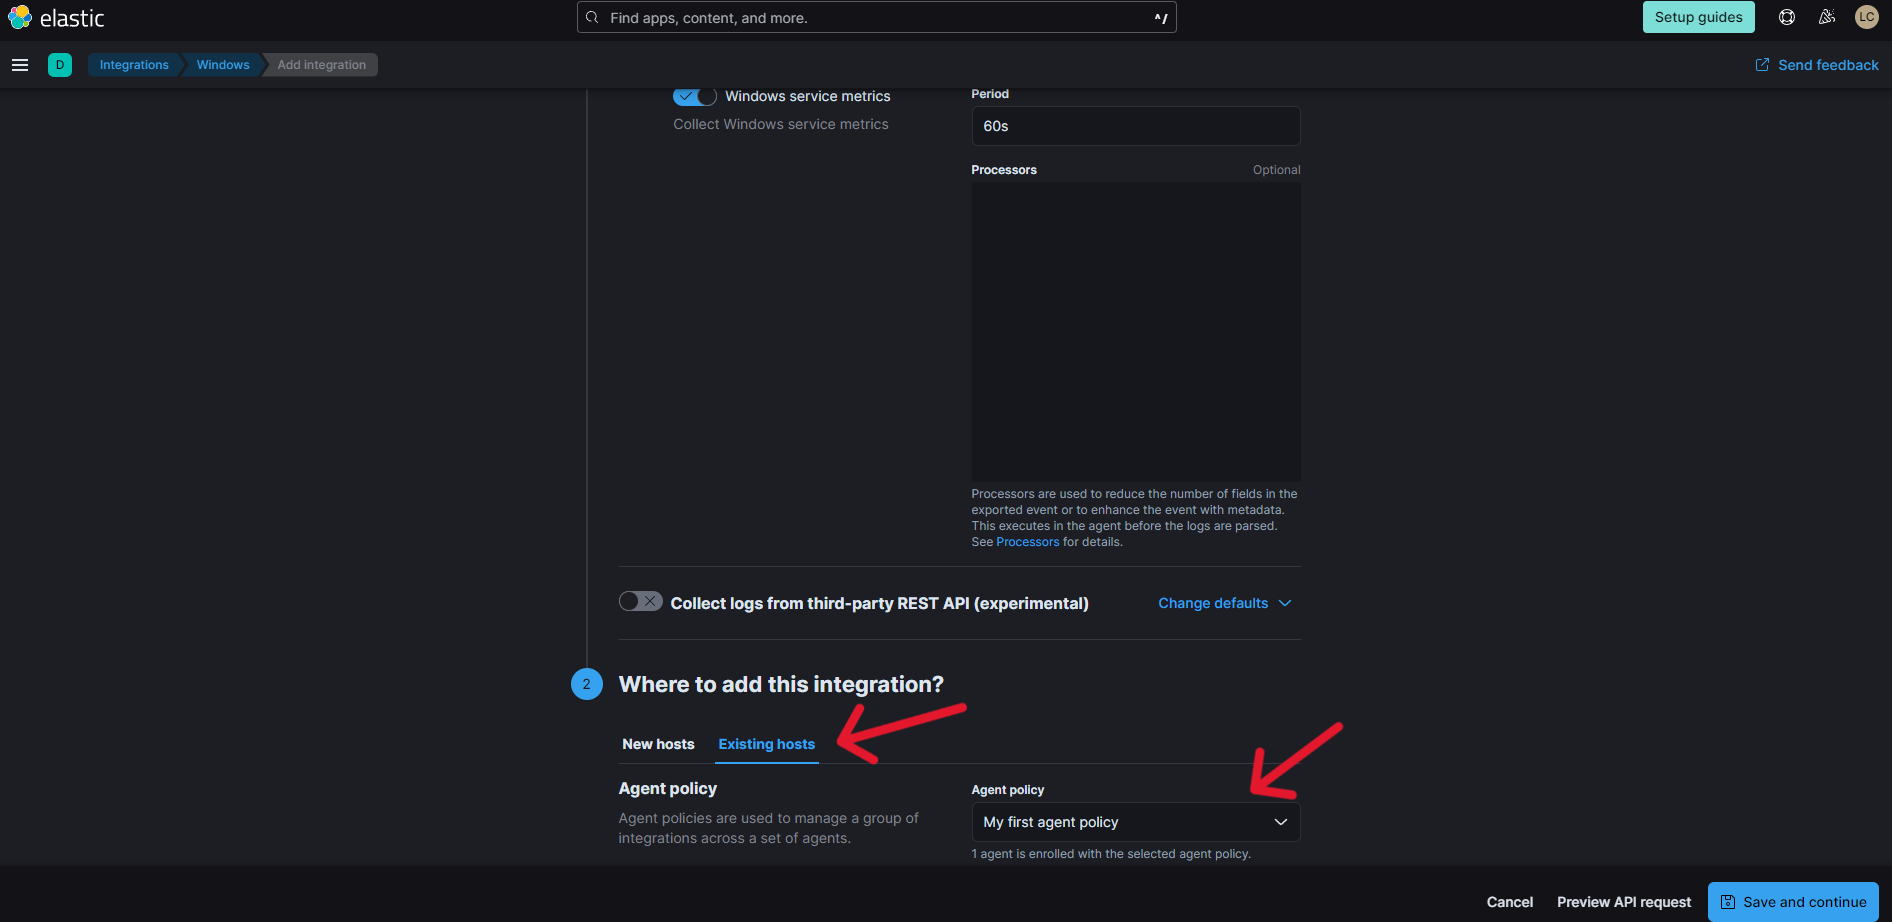 elastic
Find apps, content, and more.
^/
Setup guides
LC
D
Integrations
Windows
Add integration
Send feedback
Windows service metrics
Collect Windows service metrics
Period
60s
Processors
Optional
Processors are used to reduce the number of fields in the
exported event or to enhance the event with metadata.
This executes in the agent before the logs are parsed.
See Processors for details.
Collect logs from third-party REST API (experimental)
Change defaults
2
Where to add this integration?
New hosts
Existing hosts
Agent policy
Agent policies are used to manage a group of
integrations across a set of agents.
Agent policy
My first agent policy
1 agent is enrolled with the selected agent policy.
Cancel
Preview API request
Save and continue